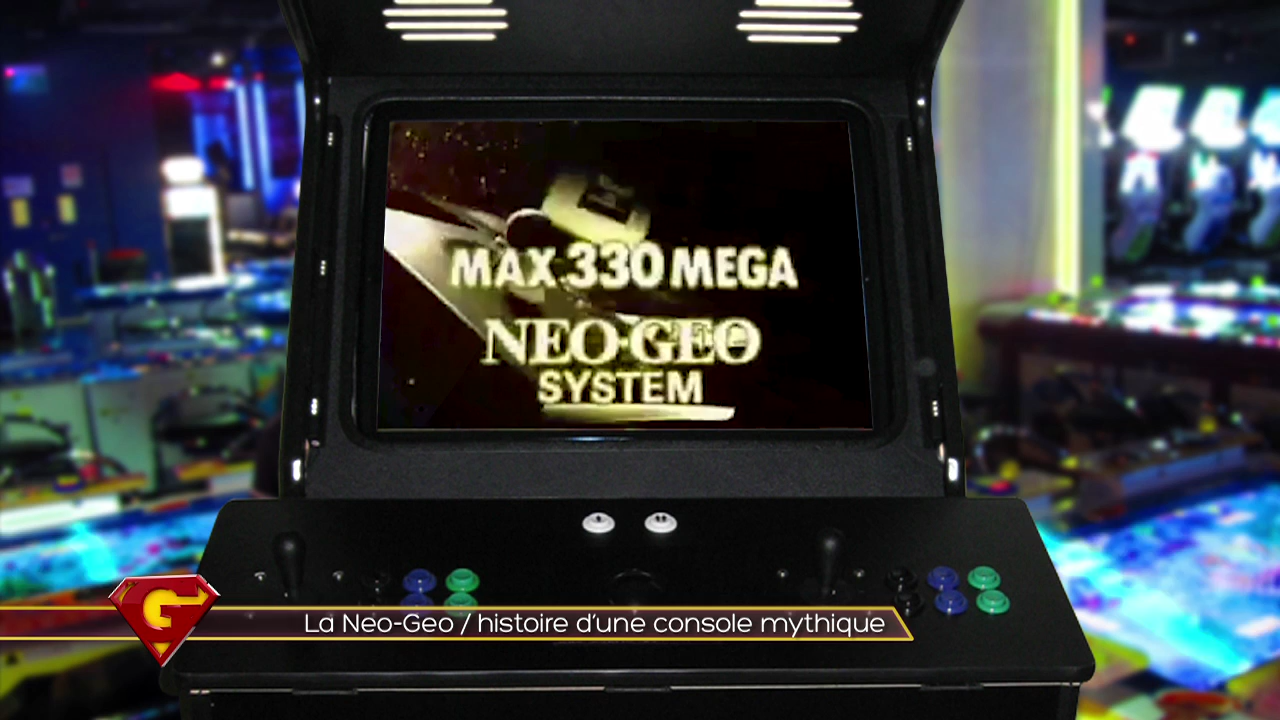 MAX 330 MEGA
NEO·GEO
SYSTEM
G
La Neo-Geo / histoire d'une console mythique